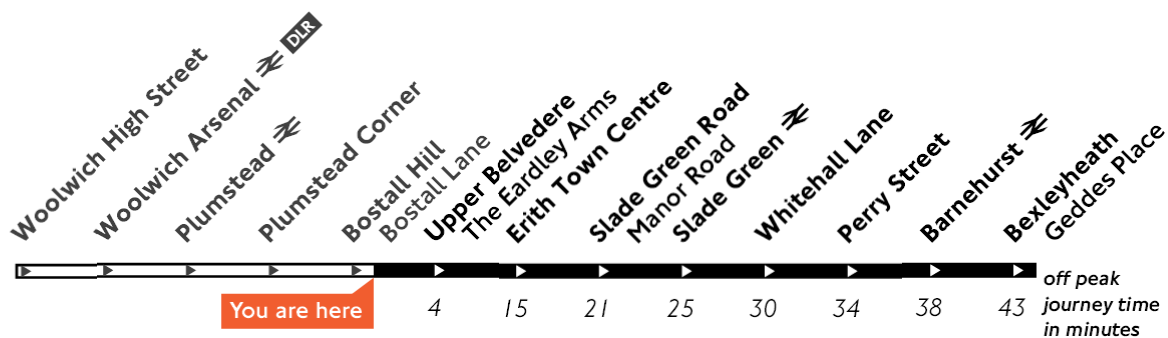 Woolwich High Street
Woolwich Arsenal DLR
Plumstead
Plumstead Corner
Bostall Hill
Bostall Lane
Upper Belvedere
The Eardley Arms
Erith Town Centre
Slade Green Road
Manor Road
Slade Green
Whitehall Lane
Perry Street
Barnehurst
Bexleyheath
Geddes Place
You are here
4 15 21 25 30 34 38 43
off peak
journey time
in minutes